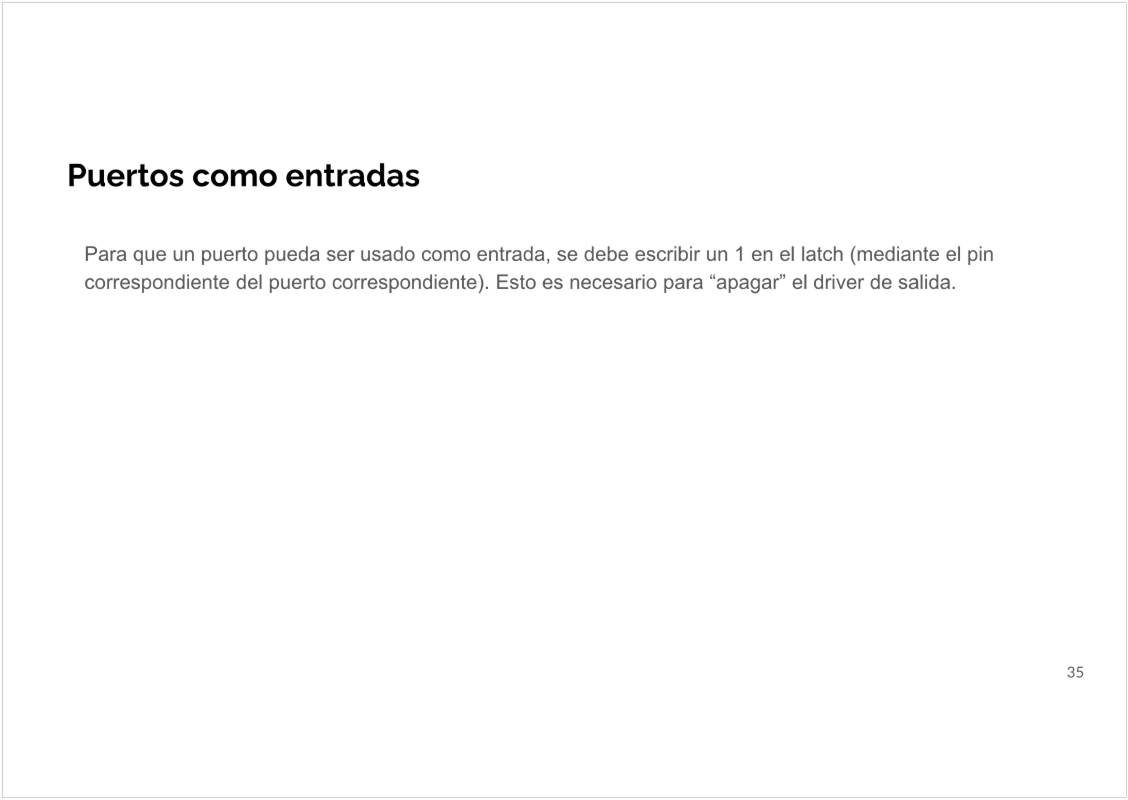 Puertos como entradas
Para que un puerto pueda ser usado como entrada, se debe escribir un 1 en el latch (mediante el pin
correspondiente del puerto correspondiente). Esto es necesario para “apagar” el driver de salida.
35